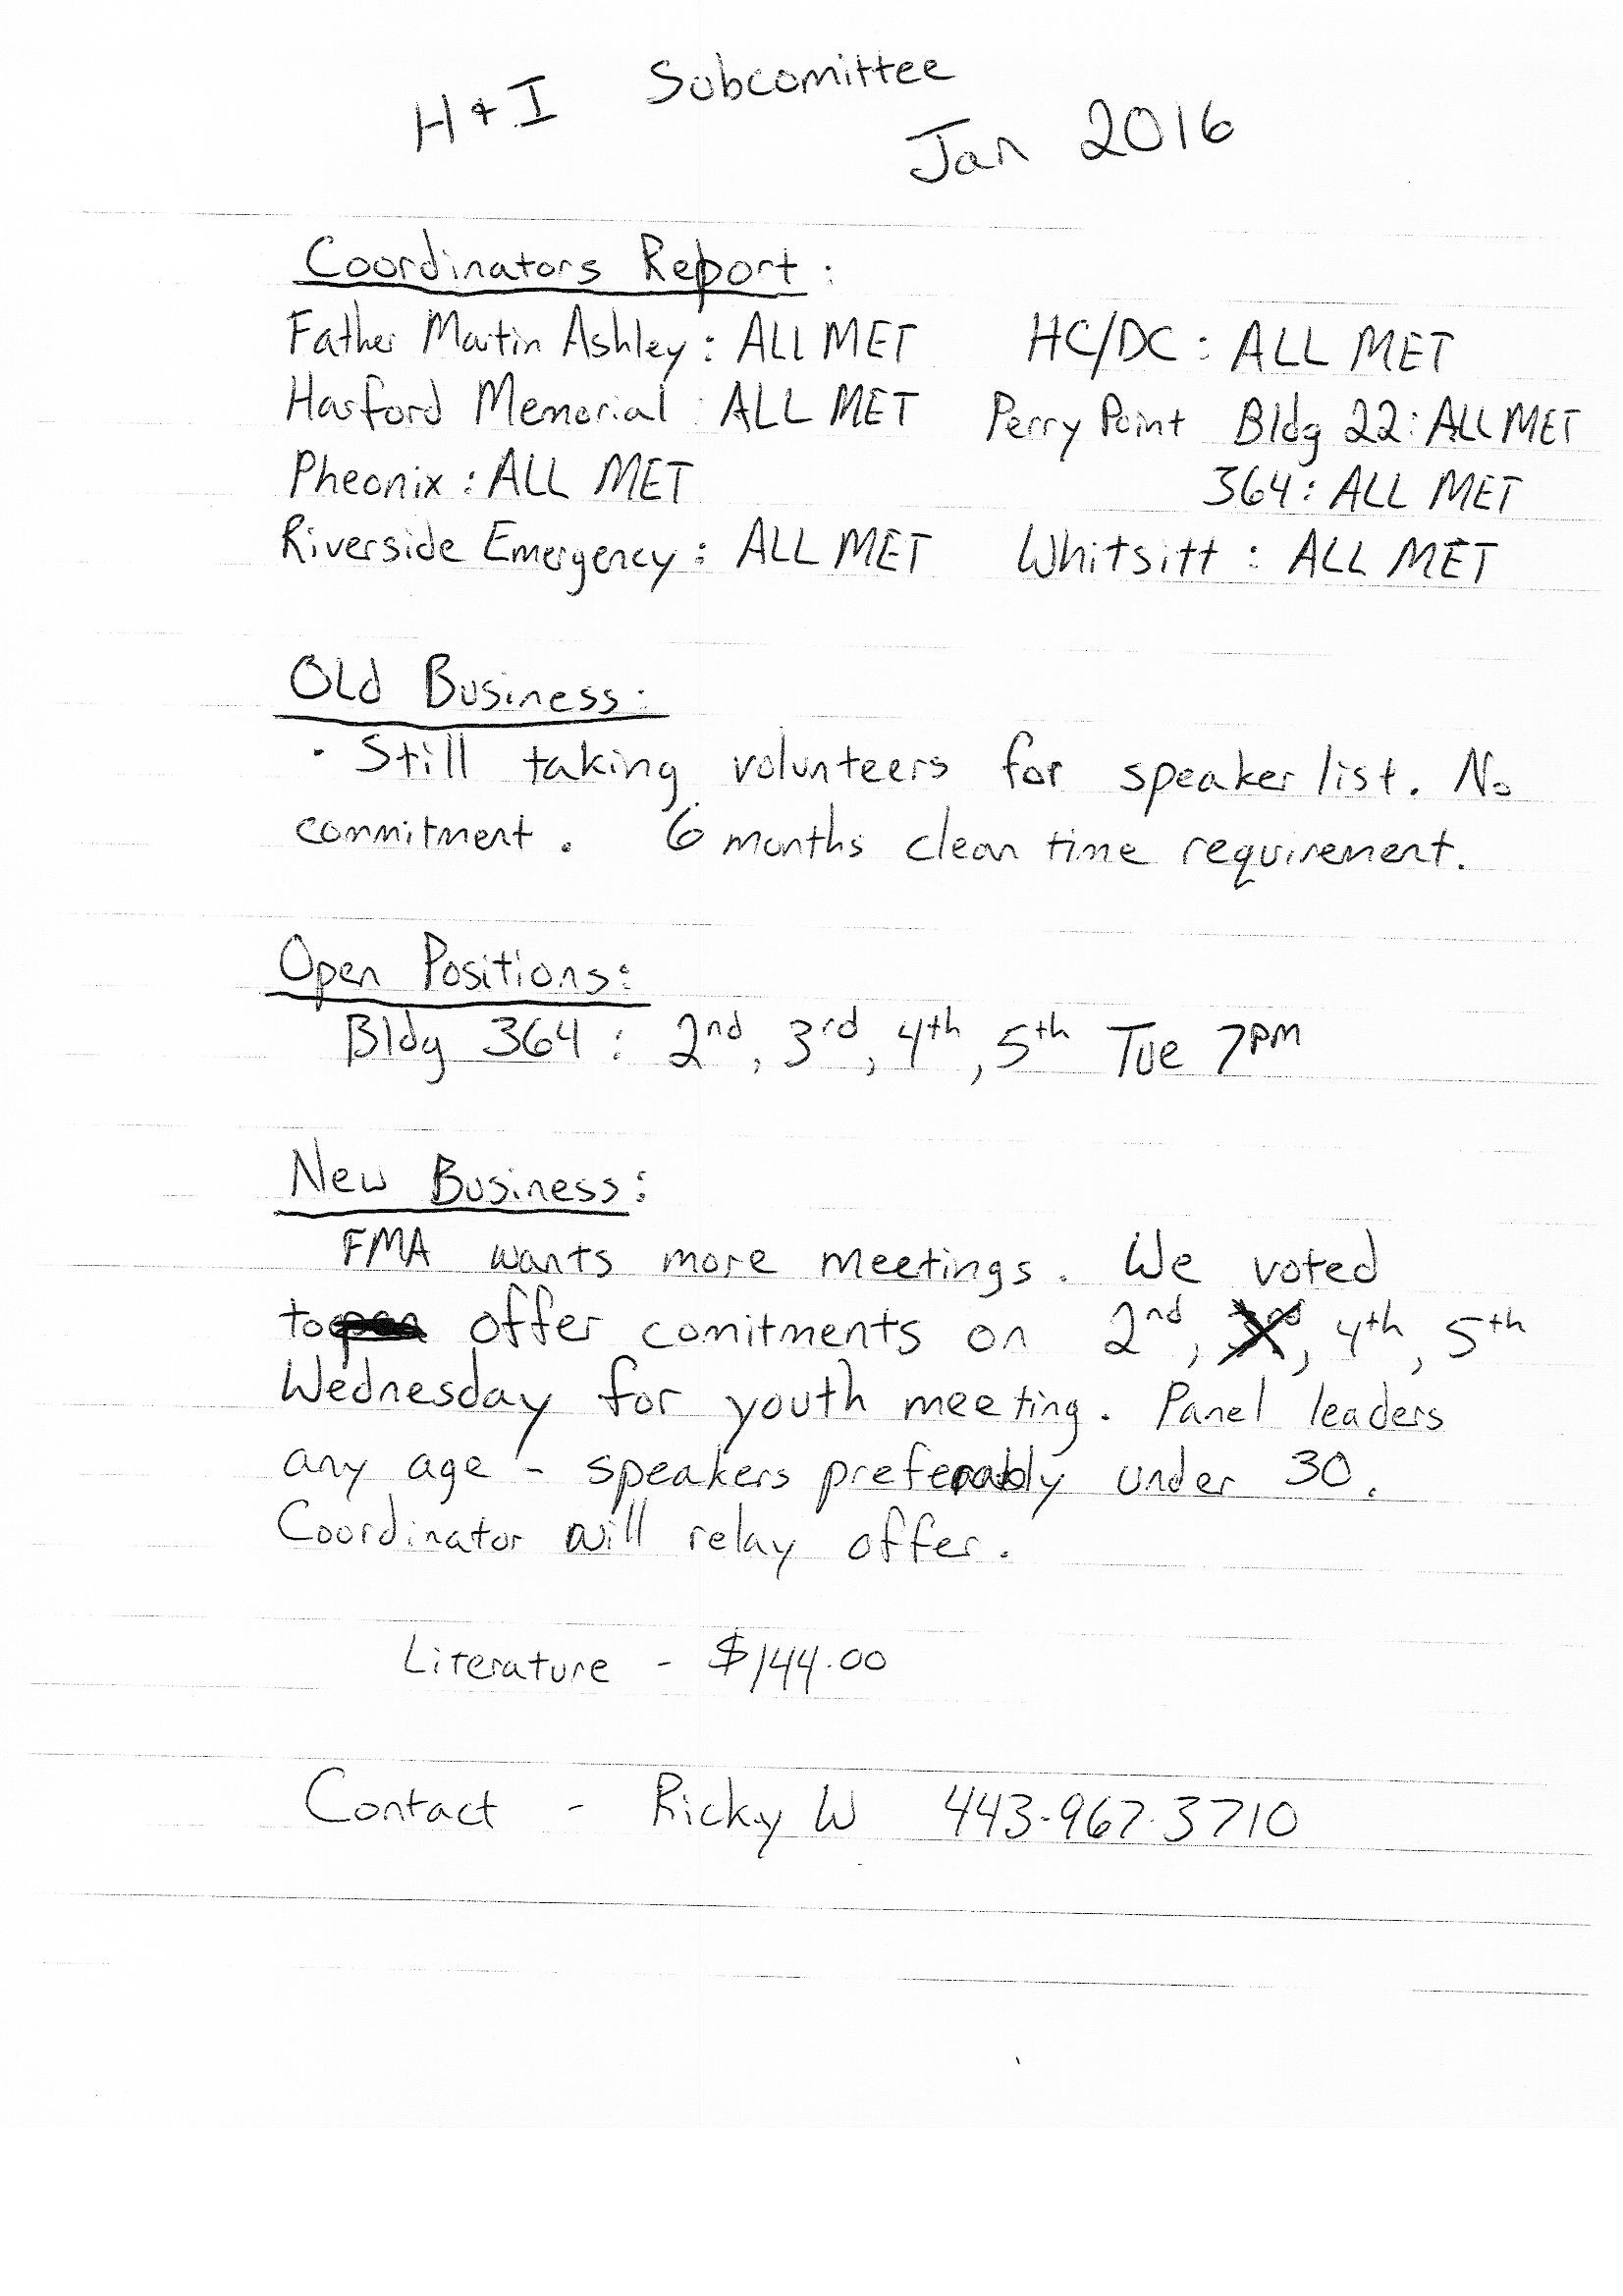 H + I Subcomittee
Jan 2016
Coordinators Report:
Father Martin Ashley: ALL MET HC/DC: ALL MET
Harford Memorial: ALL MET Perry Point Bldg 22: ALL MET
Pheonix: ALL MET 364: ALL MET
Riverside Emergency: ALL MET Whitsitt: ALL MET
OLd Business:
· Still taking volunteers for speaker list. No
commitment. 6 months clean time requirement.
Open Positions:
Bldg 364: 2nd, 3rd, 4th, 5th Tue 7PM
New Business:
FMA wants more meetings. We voted
to offer comitments on 2nd, , 4th, 5th
Wednesday for youth meeting. Panel leaders
any age - speakers preferably under 30.
Coordinator will relay offer.
Literature - $144.00
Contact - Ricky W 443-967-3710